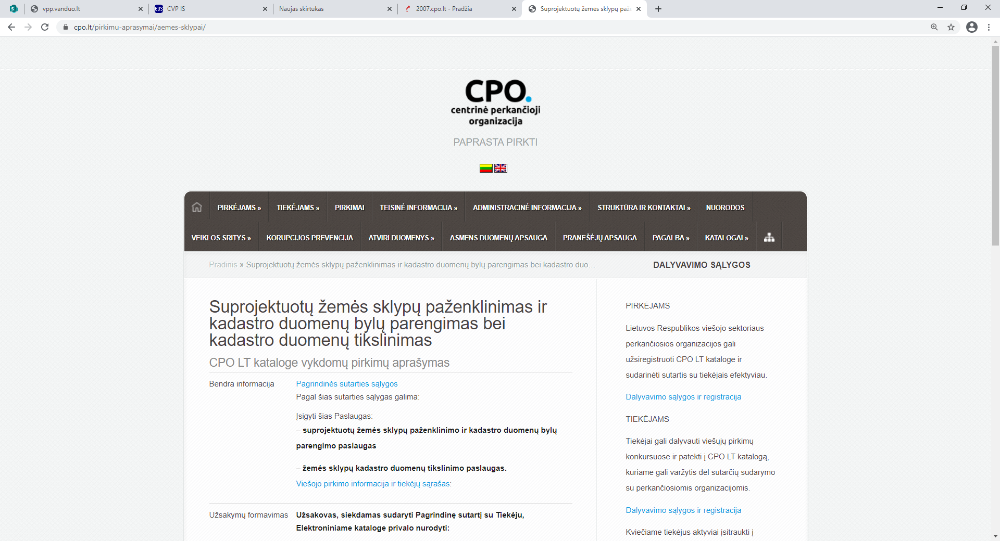 vpp.vanduo.lt
CVP IS
Naujas skirtukas
2007.cpo.lt - Pradžia
Suprojektuotų žemės sklypų paže
cpo.lt/pirkimu-aprasymai/aemes-sklypai/
CPO.
centrinė perkančioji
organizacija
PAPRASTA PIRKTI
PIRKĖJAMS » TIEKĖJAMS » PIRKIMAI TEISINĖ INFORMACIJA » ADMINISTRACINĖ INFORMACIJA » STRUKTŪRA IR KONTAKTAI » NUORODOS
VEIKLOS SRITYS » KORUPCIJOS PREVENCIJA ATVIRI DUOMENYS » ASMENS DUOMENŲ APSAUGA PRANEŠĖJŲ APSAUGA PAGALBA » KATALOGAI »
Pradinis » Suprojektuotų žemės sklypų paženklinimas ir kadastro duomenų bylų parengimas bei kadastro duo…
Suprojektuotų žemės sklypų paženklinimas ir
kadastro duomenų bylų parengimas bei
kadastro duomenų tikslinimas
CPO LT kataloge vykdomų pirkimų aprašymas
Bendra informacija
Pagrindinės sutarties sąlygos
Pagal šias sutarties sąlygas galima:
Įsigyti šias Paslaugas:
– suprojektuotų žemės sklypų paženklinimo ir kadastro duomenų bylų
parengimo paslaugas
– žemės sklypų kadastro duomenų tikslinimo paslaugas.
Viešojo pirkimo informacija ir tiekėjų sąrašas:
Užsakymų formavimas
Užsakovas, siekdamas sudaryti Pagrindinę sutartį su Tiekėju,
Elektroniniame kataloge privalo nurodyti:
DALYVAVIMO SĄLYGOS
PIRKĖJAMS
Lietuvos Respublikos viešojo sektoriaus
perkančiosios organizacijos gali
užsiregistruoti CPO LT kataloge ir
sudarinėti sutartis su tiekėjais efektyviau.
Dalyvavimo sąlygos ir registracija
TIEKĖJAMS
Tiekėjai gali dalyvauti viešųjų pirkimų
konkursuose ir patekti į CPO LT katalogą,
kuriame gali varžytis dėl sutarčių sudarymo
su perkančiosiomis organizacijomis.
Dalyvavimo sąlygos ir registracija
Kviečiame tiekėjus aktyviai įsitraukti į